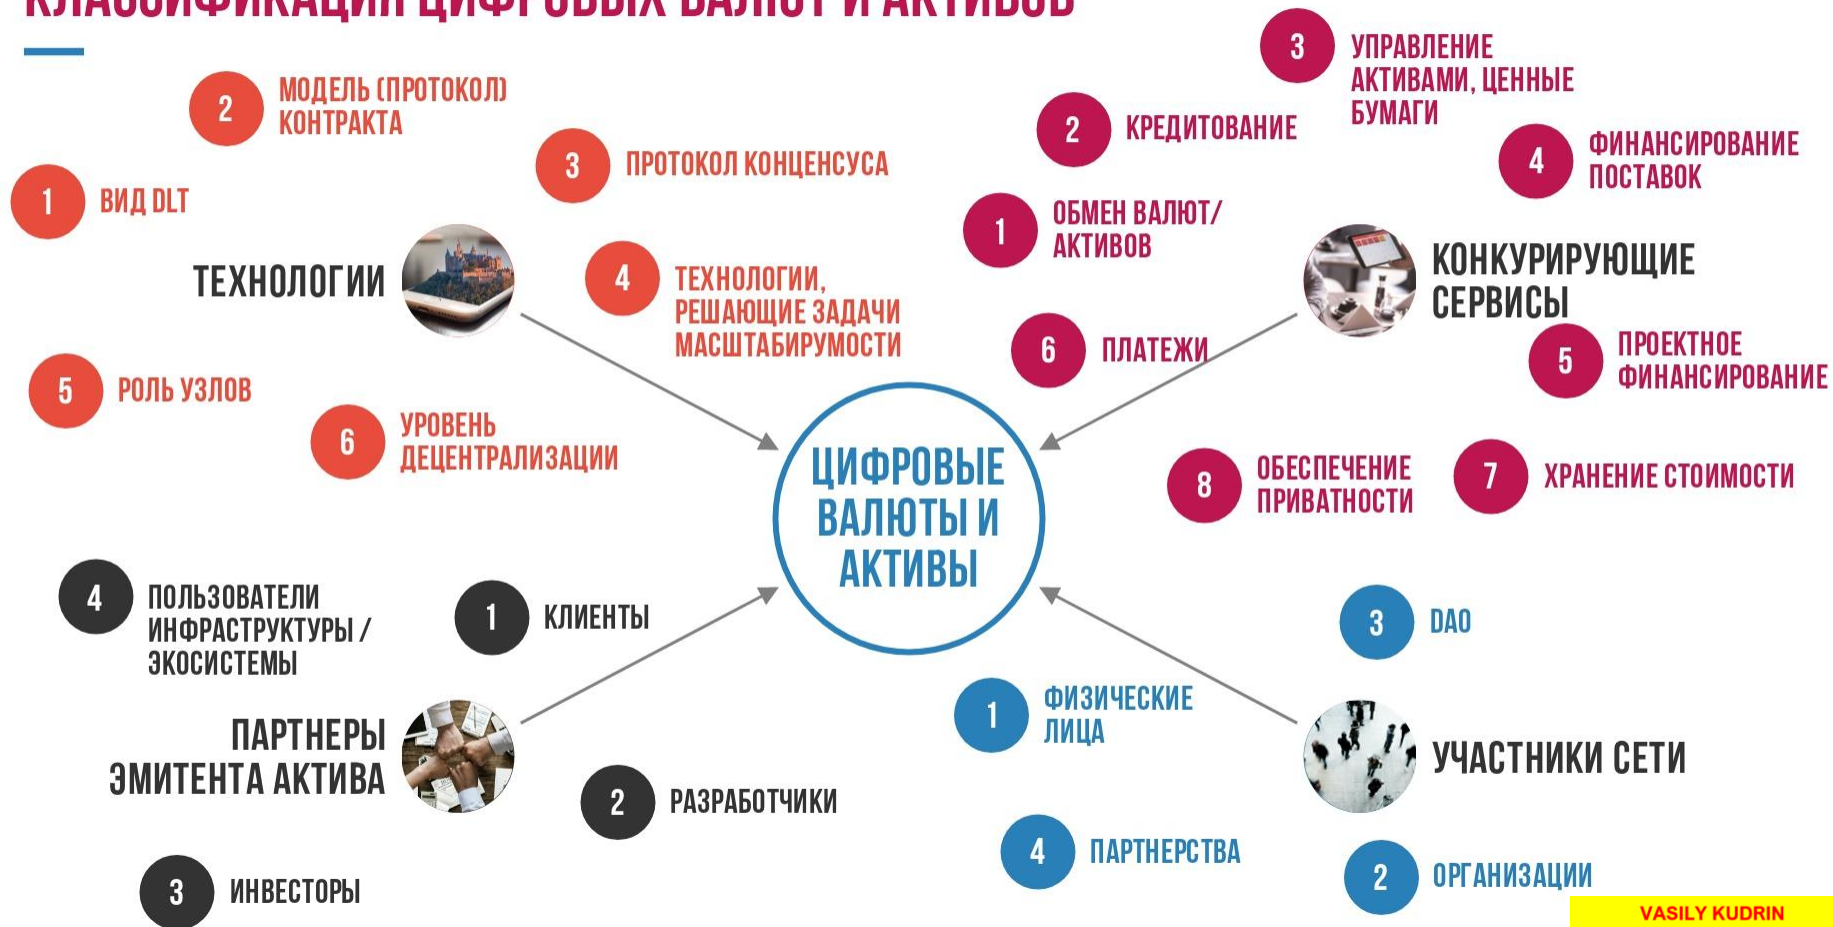 КЛАССИФИКАЦИЯ ЦИФРОВЫХ ВАЛЮТ И АКТИВОВ
2
МОДЕЛЬ (ПРОТОКОЛ)
КОНТРАКТА
1
ВИД DLT
3
ПРОТОКОЛ КОНЦЕНСУСА
ТЕХНОЛОГИИ
4
ТЕХНОЛОГИИ,
РЕШАЮЩИЕ ЗАДАЧИ
МАСШТАБИРУМОСТИ
5
РОЛЬ УЗЛОВ
6
УРОВЕНЬ
ДЕЦЕНТРАЛИЗАЦИИ
3
УПРАВЛЕНИЕ
АКТИВАМИ, ЦЕННЫЕ
БУМАГИ
2
КРЕДИТОВАНИЕ
4
ФИНАНСИРОВАНИЕ
ПОСТАВОК
1
ОБМЕН ВАЛЮТ/
АКТИВОВ
КОНКУРИРУЮЩИЕ
СЕРВИСЫ
6
ПЛАТЕЖИ
5
ПРОЕКТНОЕ
ФИНАНСИРОВАНИЕ
8
ОБЕСПЕЧЕНИЕ
ПРИВАТНОСТИ
7
ХРАНЕНИЕ СТОИМОСТИ
ЦИФРОВЫЕ
ВАЛЮТЫ И
АКТИВЫ
4
ПОЛЬЗОВАТЕЛИ
ИНФРАСТРУКТУРЫ /
ЭКОСИСТЕМЫ
1
КЛИЕНТЫ
ПАРТНЕРЫ
ЭМИТЕНТА АКТИВА
2
РАЗРАБОТЧИКИ
3
ИНВЕСТОРЫ
3
DAO
1
ФИЗИЧЕСКИЕ
ЛИЦА
УЧАСТНИКИ СЕТИ
4
ПАРТНЕРСТВА
2
ОРГАНИЗАЦИИ
VASILY KUDRIN